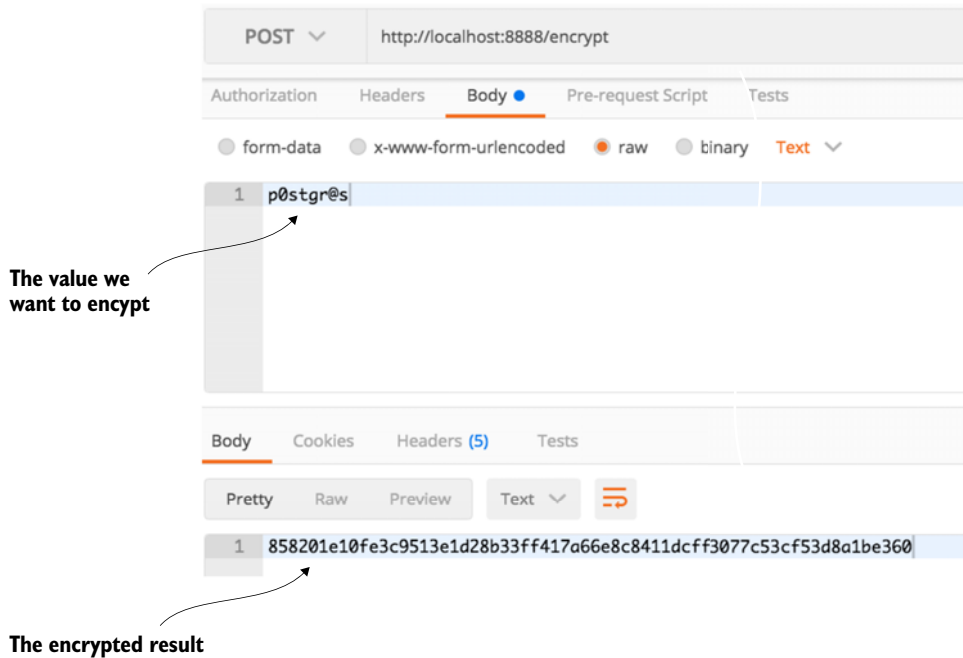 POST http://localhost:8888/encrypt
Authorization Headers Body Pre-request Script Tests
form-data x-www-form-urlencoded raw binary Text
1 p0stgr@s
The value we
want to encypt
Body Cookies Headers (5) Tests
Pretty Raw Preview Text
1 858201e10fe3c9513e1d28b33ff417a66e8c8411dcff3077c53cf53d8a1be360
The encrypted result